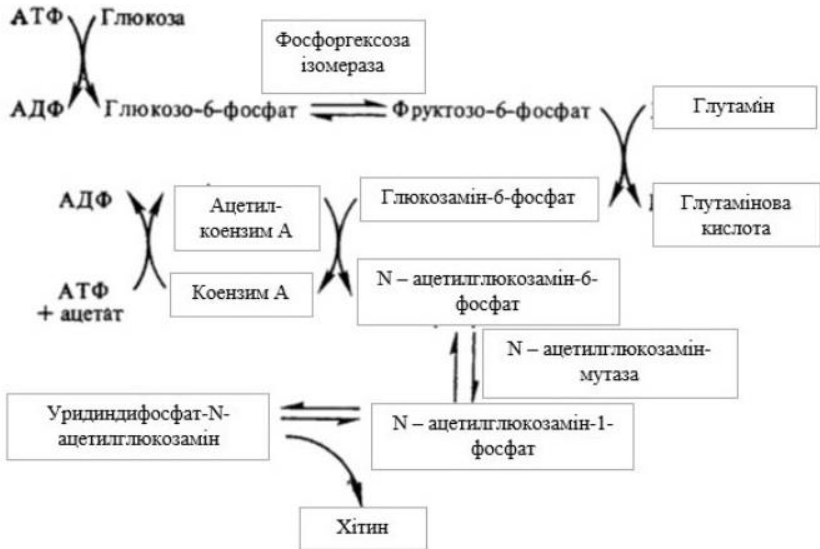 АТФ
Глюкоза
Фосфоргексоза
ізомераза
АДФ
Глюкозо-6-фосфат
Фруктозо-6-фосфат
Глутамін
АДФ
Ацетил-
коензим А
Глюкозамін-6-фосфат
Глутамінова
кислота
АТФ
+ ацетат
Коензим А
N – ацетилглюкозамін-6-
фосфат
N – ацетилглюкозамін-
мутаза
Уридиндифосфат-N-
ацетилглюкозамін
N – ацетилглюкозамін-1-
фосфат
Хітин